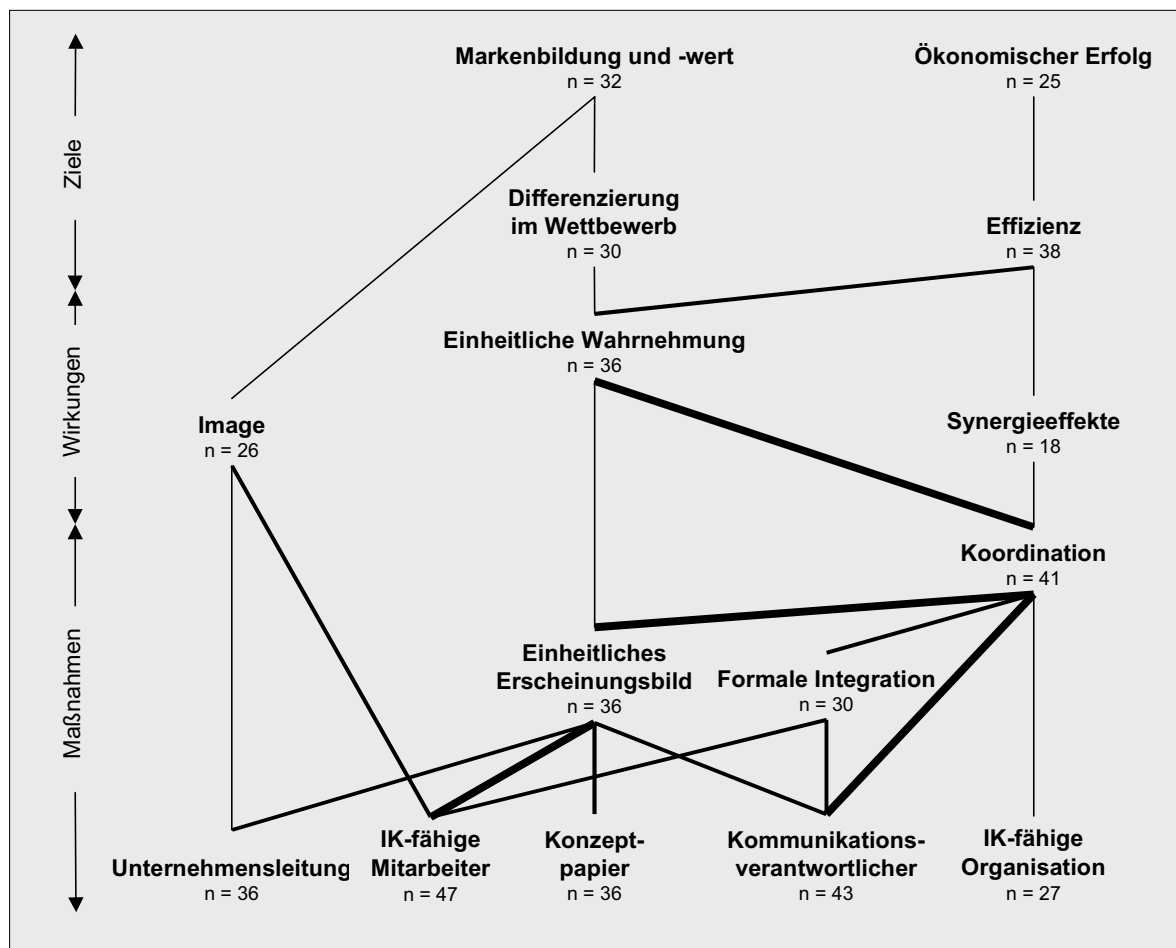 Markenbildung und -wert
n = 32
Ökonomischer Erfolg
n = 25
Ziele
Differenzierung
im Wettbewerb
n = 30
Effizienz
n = 38
Wirkungen
Einheitliche Wahrnehmung
n = 36
Image
n = 26
Synergieeffekte
n = 18
Maßnahmen
Koordination
n = 41
Einheitliches
Erscheinungsbild
n = 36
Formale Integration
n = 30
Unternehmensleitung
n = 36
IK-fähige
Mitarbeiter
n = 47
Konzept-
papier
n = 36
Kommunikations-
verantwortlicher
n = 43
IK-fähige
Organisation
n = 27